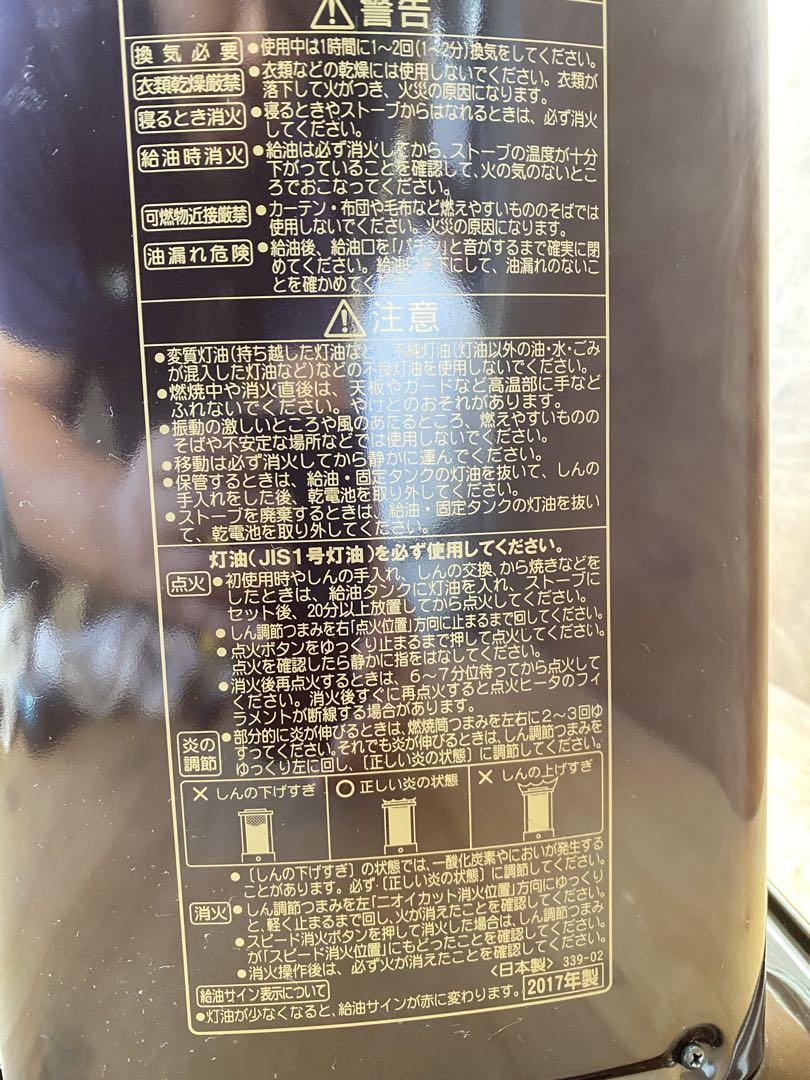 ⚠警告
換気必要 ●使用中は1時間に1〜2回(1〜2分)換気をしてください。
衣類乾燥厳禁 ●衣類などの乾燥には使用しないでください。衣類が
落下して火がつき、火災の原因になります。
寝るとき消火 ●寝るときやストーブからはなれるときは、必ず消火
してください。
給油時消火 ●給油は必ず消火してから、ストーブの温度が十分
下がっていることを確認して、火の気のないとこ
ろでおこなってください。
可燃物近接厳禁 ●カーテン・布団や毛布など燃えやすいもののそばでは
使用しないでください。火災の原因になります。
油漏れ危険 ●給油後、給油口を「パチッ」と音がするまで確実に閉
めてください。給油口を下にして、油漏れのないこ
とを確かめてください
⚠注意
●変質灯油(持ち越した灯油など)、不純灯油(灯油以外の油・水・ごみ
が混入した灯油など)などの不良灯油を使用しないでください。
●燃焼中や消火直後は、天板やガードなど高温部に手など
ふれないでください。やけどのおそれがあります。
●振動の激しいところや風のあたるところ、燃えやすいものの
そばや不安定な場所などでは使用しないでください。
●移動は必ず消火してから静かに運んでください。
●保管するときは、給油・固定タンクの灯油を抜いて、しんの
手入れをした後、乾電池を取り外してください。
●ストーブを廃棄するときは、給油・固定タンクの灯油を抜い
て、乾電池を取り外してください。
灯油(JIS1号灯油)を必ず使用してください。
点火 ●初使用時やしんの手入れ、しんの交換、から焼きなどを
したときは、給油タンクに灯油を入れ、ストーブに
セット後、20分以上放置してから点火してください。
●しん調節つまみを右「点火位置」方向に止まるまで回してください。
●点火ボタンをゆっくり止まるまで押して点火してください。
点火を確認したら静かに指をはなしてください。
●消火後再点火するときは、6〜7分位待ってから点火して
ください。消火後すぐに再点火すると点火ヒータのフィ
ラメントが断線する場合があります。
炎の調節 ●部分的に炎が伸びるときは、燃焼筒つまみを左右に2〜3回ゆ
すってください。それでも炎が伸びるときは、しん調節つまみを
ゆっくり左に回し、〔正しい炎の状態〕に調節してください。
×しんの下げすぎ ○正しい炎の状態 ×しんの上げすぎ
●〔しんの下げすぎ〕の状態では、一酸化炭素やにおいが発生する
ことがあります。必ず〔正しい炎の状態〕に調節してください。
消火 ●しん調節つまみを左「ニオイカット消火位置」方向にゆっくり
と、軽く止まるまで回し、火が消えたことを確認してください。
●スピード消火ボタンを押して消火した場合は、しん調節つまみ
が「スピード消火位置」にもどったことを確認してください。
●消火操作後は、必ず火が消えたことを確認してください。
〈日本製〉 339-02
給油サイン表示について 2017年製
●灯油が少なくなると、給油サインが赤に変わります。